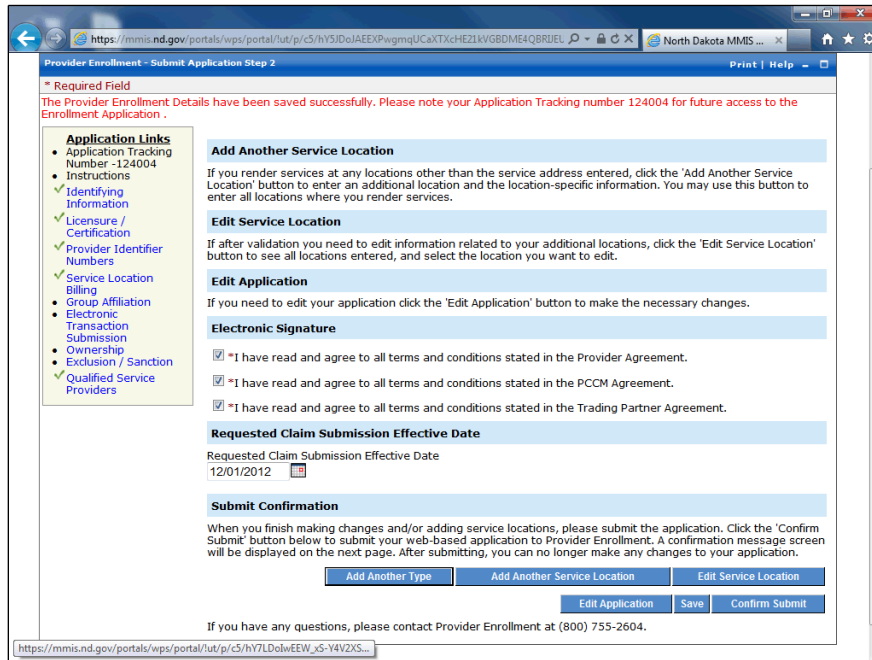 https://mmis.nd.gov/portals/wps/portal/!ut/p/c5/hY5JDoJAEEXPwgmqUCaXTXcHEZ1kVGBDME4QBRIJEL
North Dakota MMIS ...
Provider Enrollment - Submit Application Step 2
Print | Help
* Required Field
The Provider Enrollment Details have been saved successfully. Please note your Application Tracking number 124004 for future access to the
Enrollment Application .
Application Links
Application Tracking
Number -124004
Instructions
Identifying
Information
Licensure /
Certification
Provider Identifier
Numbers
Service Location
Billing
Group Affiliation
Electronic
Transaction
Submission
Ownership
Exclusion / Sanction
Qualified Service
Providers
Add Another Service Location
If you render services at any locations other than the service address entered, click the 'Add Another Service
Location' button to enter an additional location and the location-specific information. You may use this button to
enter all locations where you render services.
Edit Service Location
If after validation you need to edit information related to your additional locations, click the 'Edit Service Location'
button to see all locations entered, and select the location you want to edit.
Edit Application
If you need to edit your application click the 'Edit Application' button to make the necessary changes.
Electronic Signature
*I have read and agree to all terms and conditions stated in the Provider Agreement.
*I have read and agree to all terms and conditions stated in the PCCM Agreement.
*I have read and agree to all terms and conditions stated in the Trading Partner Agreement.
Requested Claim Submission Effective Date
Requested Claim Submission Effective Date
12/01/2012
Submit Confirmation
When you finish making changes and/or adding service locations, please submit the application. Click the 'Confirm
Submit' button below to submit your web-based application to Provider Enrollment. A confirmation message screen
will be displayed on the next page. After submitting, you can no longer make any changes to your application.
Add Another Type Add Another Service Location Edit Service Location
Edit Application Save Confirm Submit
If you have any questions, please contact Provider Enrollment at (800) 755-2604.
https://mmis.nd.gov/portals/wps/portal/!ut/p/c5/hY7LDoIwEEW_xS-Y4V2XS...